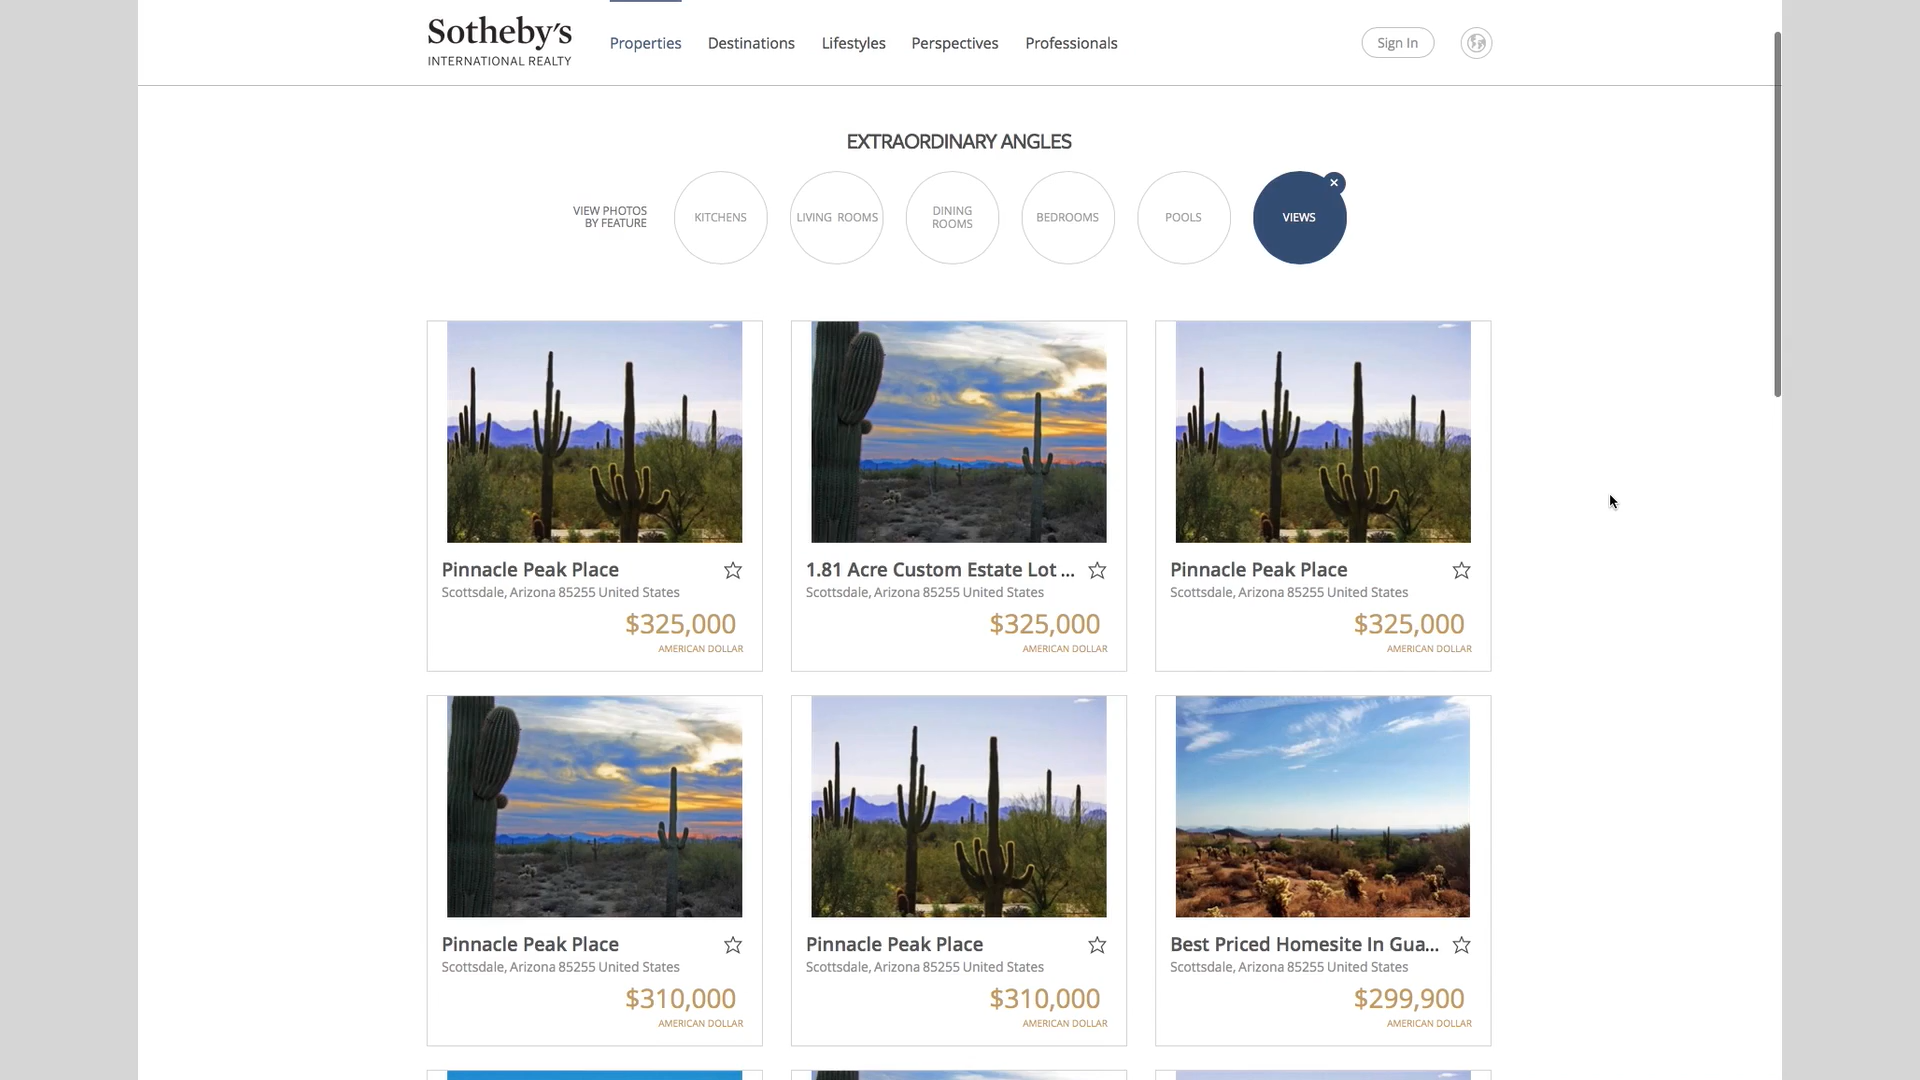 Sotheby's
INTERNATIONAL REALTY
Properties
Destinations
Lifestyles
Perspectives
Professionals
Sign In
EXTRAORDINARY ANGLES
VIEW PHOTOS
BY FEATURE
KITCHENS
LIVING ROOMS
DINING
ROOMS
BEDROOMS
POOLS
VIEWS
Pinnacle Peak Place
Scottsdale, Arizona 85255 United States
$325,000
AMERICAN DOLLAR
1.81 Acre Custom Estate Lot ...
Scottsdale, Arizona 85255 United States
$325,000
AMERICAN DOLLAR
Pinnacle Peak Place
Scottsdale, Arizona 85255 United States
$325,000
AMERICAN DOLLAR
Pinnacle Peak Place
Scottsdale, Arizona 85255 United States
$310,000
AMERICAN DOLLAR
Pinnacle Peak Place
Scottsdale, Arizona 85255 United States
$310,000
AMERICAN DOLLAR
Best Priced Homesite In Gua...
Scottsdale, Arizona 85255 United States
$299,900
AMERICAN DOLLAR